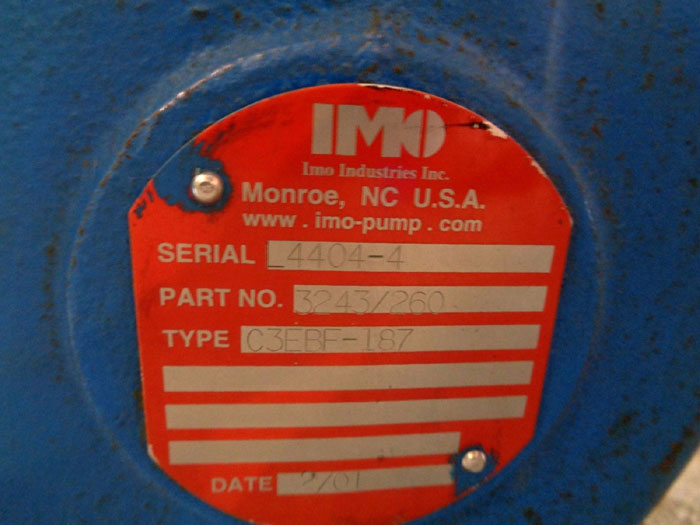 IMO
Imo Industries Inc.
Monroe, NC U.S.A.
www.imo-pump.com
SERIAL L4404-4
PART NO. 3243/260
TYPE C3EBF-187
DATE 2/01